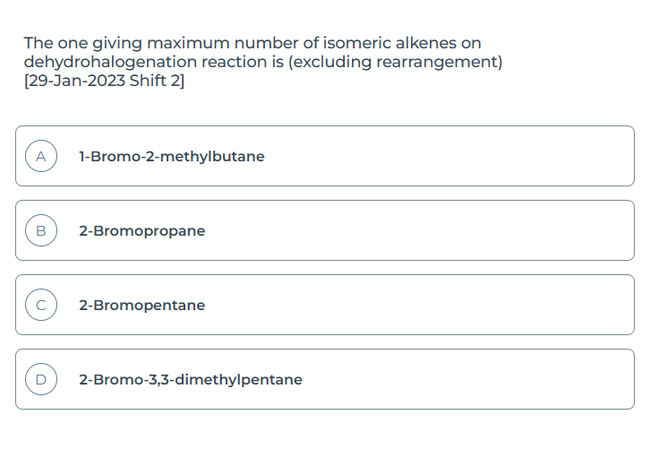 The one giving maximum number of isomeric alkenes on
dehydrohalogenation reaction is (excluding rearrangement)
[29-Jan-2023 Shift 2]
A 1-Bromo-2-methylbutane
B 2-Bromopropane
C 2-Bromopentane
D 2-Bromo-3,3-dimethylpentane